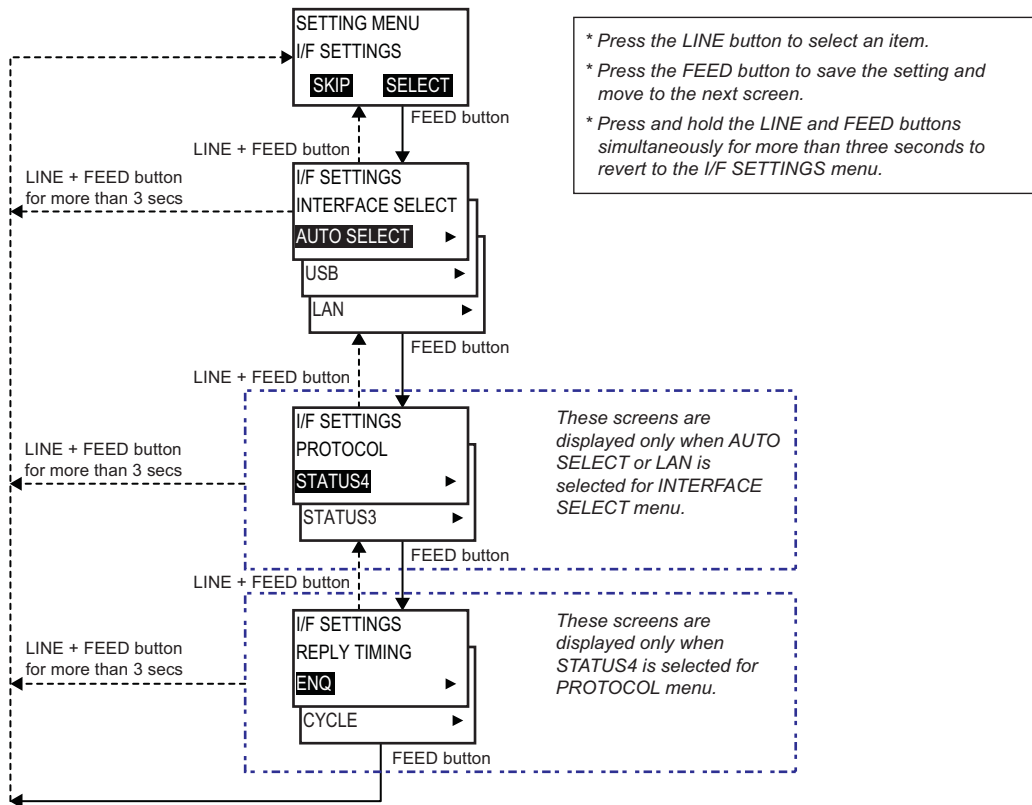 SETTING MENU
I/F SETTINGS
SKIP SELECT
FEED button
LINE + FEED button
* Press the LINE button to select an item.
* Press the FEED button to save the setting and
move to the next screen.
* Press and hold the LINE and FEED buttons
simultaneously for more than three seconds to
revert to the I/F SETTINGS menu.
LINE + FEED button
for more than 3 secs
I/F SETTINGS
INTERFACE SELECT
AUTO SELECT ►
USB ►
LAN ►
FEED button
LINE + FEED button
LINE + FEED button
for more than 3 secs
I/F SETTINGS
PROTOCOL
STATUS4 ►
STATUS3 ►
These screens are
displayed only when AUTO
SELECT or LAN is
selected for INTERFACE
SELECT menu.
FEED button
LINE + FEED button
LINE + FEED button
for more than 3 secs
I/F SETTINGS
REPLY TIMING
ENQ ►
CYCLE ►
These screens are
displayed only when
STATUS4 is selected for
PROTOCOL menu.
FEED button